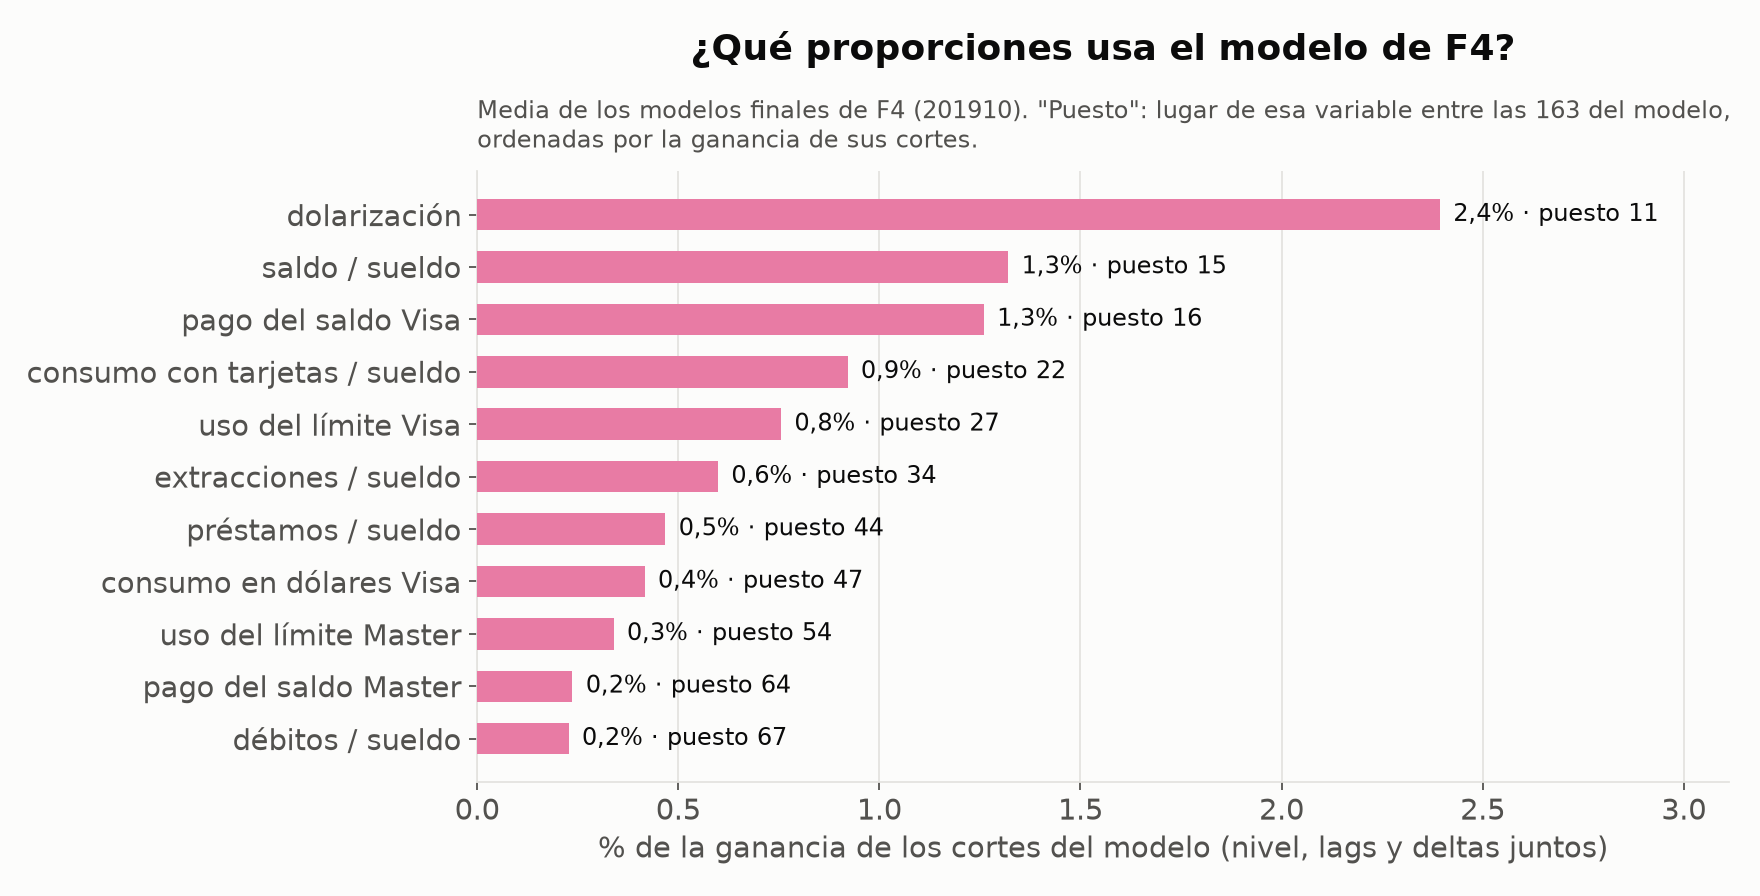 ¿Qué proporciones usa el modelo de F4?
Media de los modelos finales de F4 (201910). "Puesto": lugar de esa variable entre las 163 del modelo,
ordenadas por la ganancia de sus cortes.
dolarización 2,4% · puesto 11
saldo / sueldo 1,3% · puesto 15
pago del saldo Visa 1,3% · puesto 16
consumo con tarjetas / sueldo 0,9% · puesto 22
uso del límite Visa 0,8% · puesto 27
extracciones / sueldo 0,6% · puesto 34
préstamos / sueldo 0,5% · puesto 44
consumo en dólares Visa 0,4% · puesto 47
uso del límite Master 0,3% · puesto 54
pago del saldo Master 0,2% · puesto 64
débitos / sueldo 0,2% · puesto 67
0.0 0.5 1.0 1.5 2.0 2.5 3.0
% de la ganancia de los cortes del modelo (nivel, lags y deltas juntos)